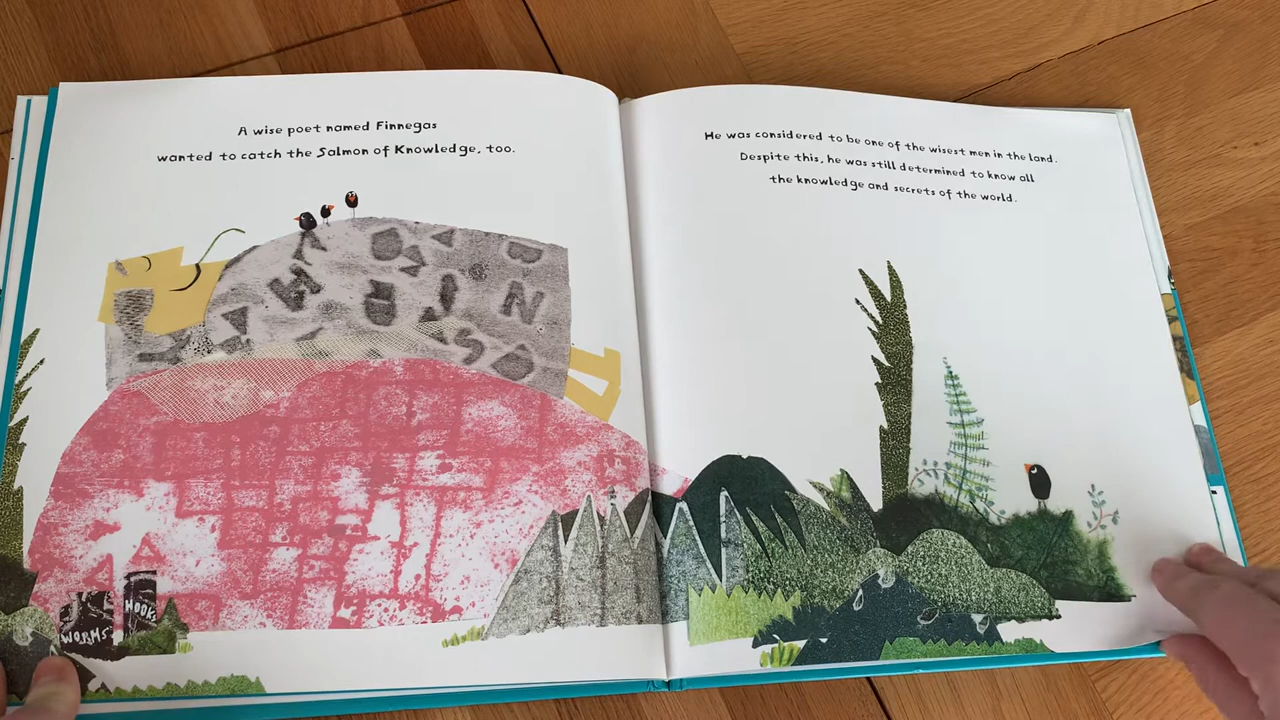 A wise poet named Finnegas
wanted to catch the Salmon of Knowledge, too.
He was considered to be one of the wisest men in the land.
Despite this, he was still determined to know all
the knowledge and secrets of the world.
WORMS
HOOKS